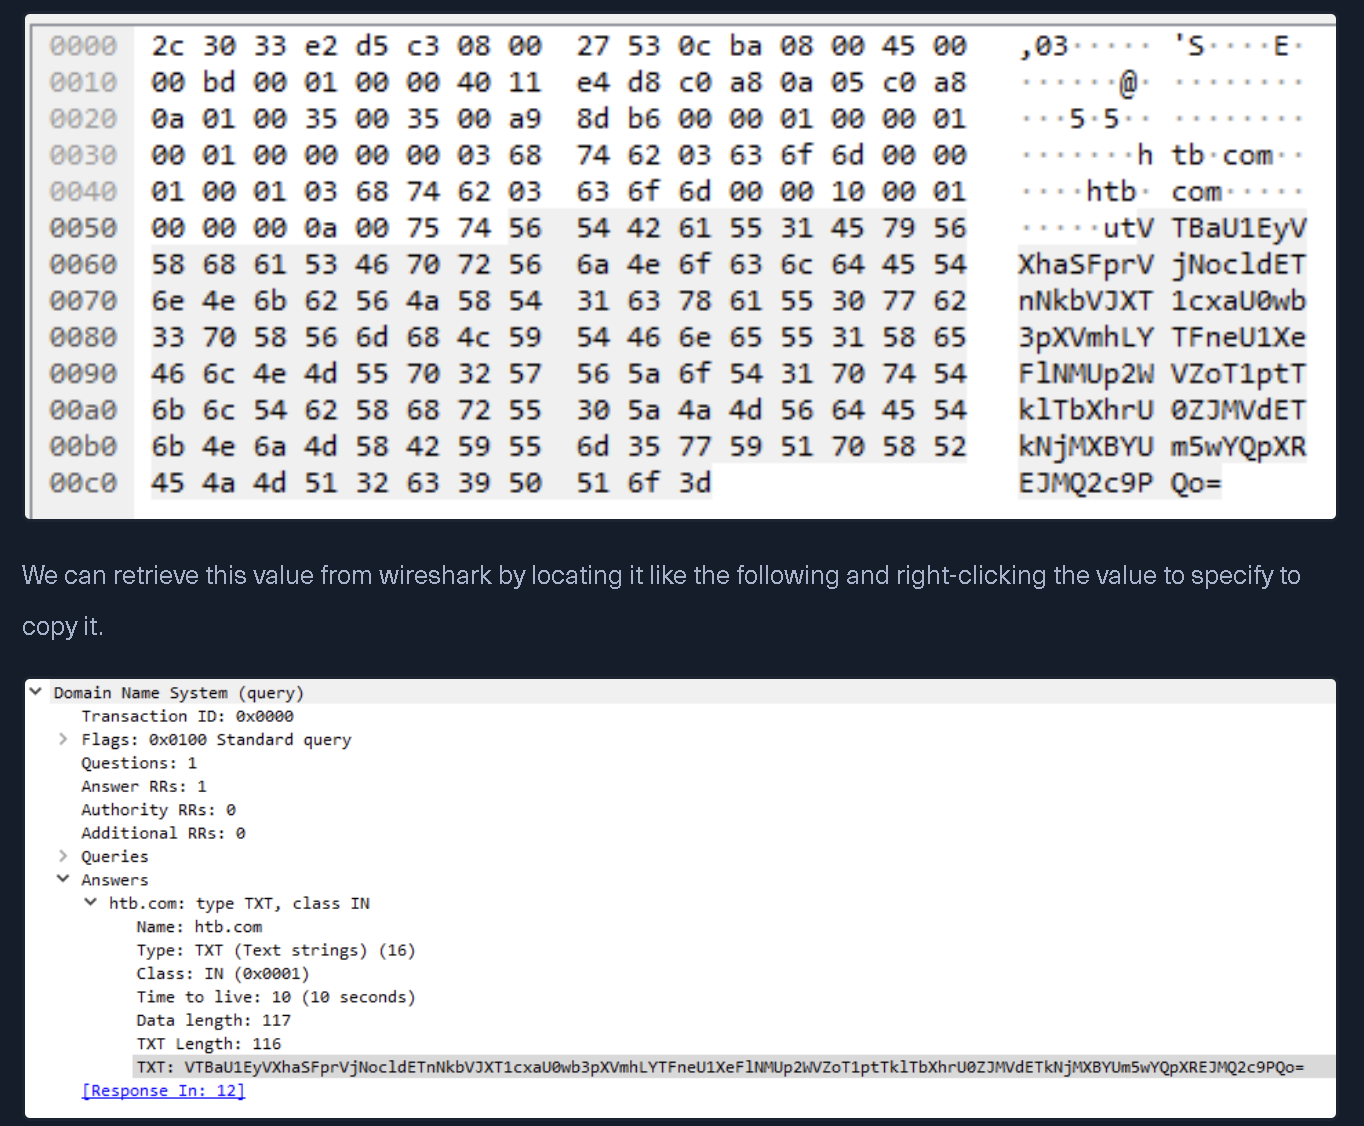 0000 2c 30 33 e2 d5 c3 08 00 27 53 0c ba 08 00 45 00 ,03····· 'S····E·
0010 00 bd 00 01 00 00 40 11 e4 d8 c0 a8 0a 05 c0 a8 ······@· ········
0020 0a 01 00 35 00 35 00 a9 8d b6 00 00 01 00 00 01 ···5·5·· ········
0030 00 01 00 00 00 00 03 68 74 62 03 63 6f 6d 00 00 ·······h tb·com··
0040 01 00 01 03 68 74 62 03 63 6f 6d 00 00 10 00 01 ····htb· com·····
0050 00 00 00 0a 00 75 74 56 54 42 61 55 31 45 79 56 ·····utV TBaU1EyV
0060 58 68 61 53 46 70 72 56 6a 4e 6f 63 6c 64 45 54 XhaSFprV jNocldET
0070 6e 4e 6b 62 56 4a 58 54 31 63 78 61 55 30 77 62 nNkbVJXT 1cxaU0wb
0080 33 70 58 56 6d 68 4c 59 54 46 6e 65 55 31 58 65 3pXVmhLY TFneU1Xe
0090 46 6c 4e 4d 55 70 32 57 56 5a 6f 54 31 70 74 54 FlNMUp2W VZoT1ptT
00a0 6b 6c 54 62 58 68 72 55 30 5a 4a 4d 56 64 45 54 klTbXhrU 0ZJMVdET
00b0 6b 4e 6a 4d 58 42 59 55 6d 35 77 59 51 70 58 52 kNjMXBYU m5wYQpXR
00c0 45 4a 4d 51 32 63 39 50 51 6f 3d EJMQ2c9P Qo=
We can retrieve this value from wireshark by locating it like the following and right-clicking the value to specify to
copy it.
Domain Name System (query)
Transaction ID: 0x0000
Flags: 0x0100 Standard query
Questions: 1
Answer RRs: 1
Authority RRs: 0
Additional RRs: 0
Queries
Answers
htb.com: type TXT, class IN
Name: htb.com
Type: TXT (Text strings) (16)
Class: IN (0x0001)
Time to live: 10 (10 seconds)
Data length: 117
TXT Length: 116
TXT: VTBaU1EyVXhaSFprVjNocldETnNkbVJXT1cxaU0wb3pXVmhLYTFneU1XeFlNMUp2WVZoT1ptTklTbXhrU0ZJMVdETkNjMXBYUm5wYQpXREJMQ2c9PQo=
[Response In: 12]